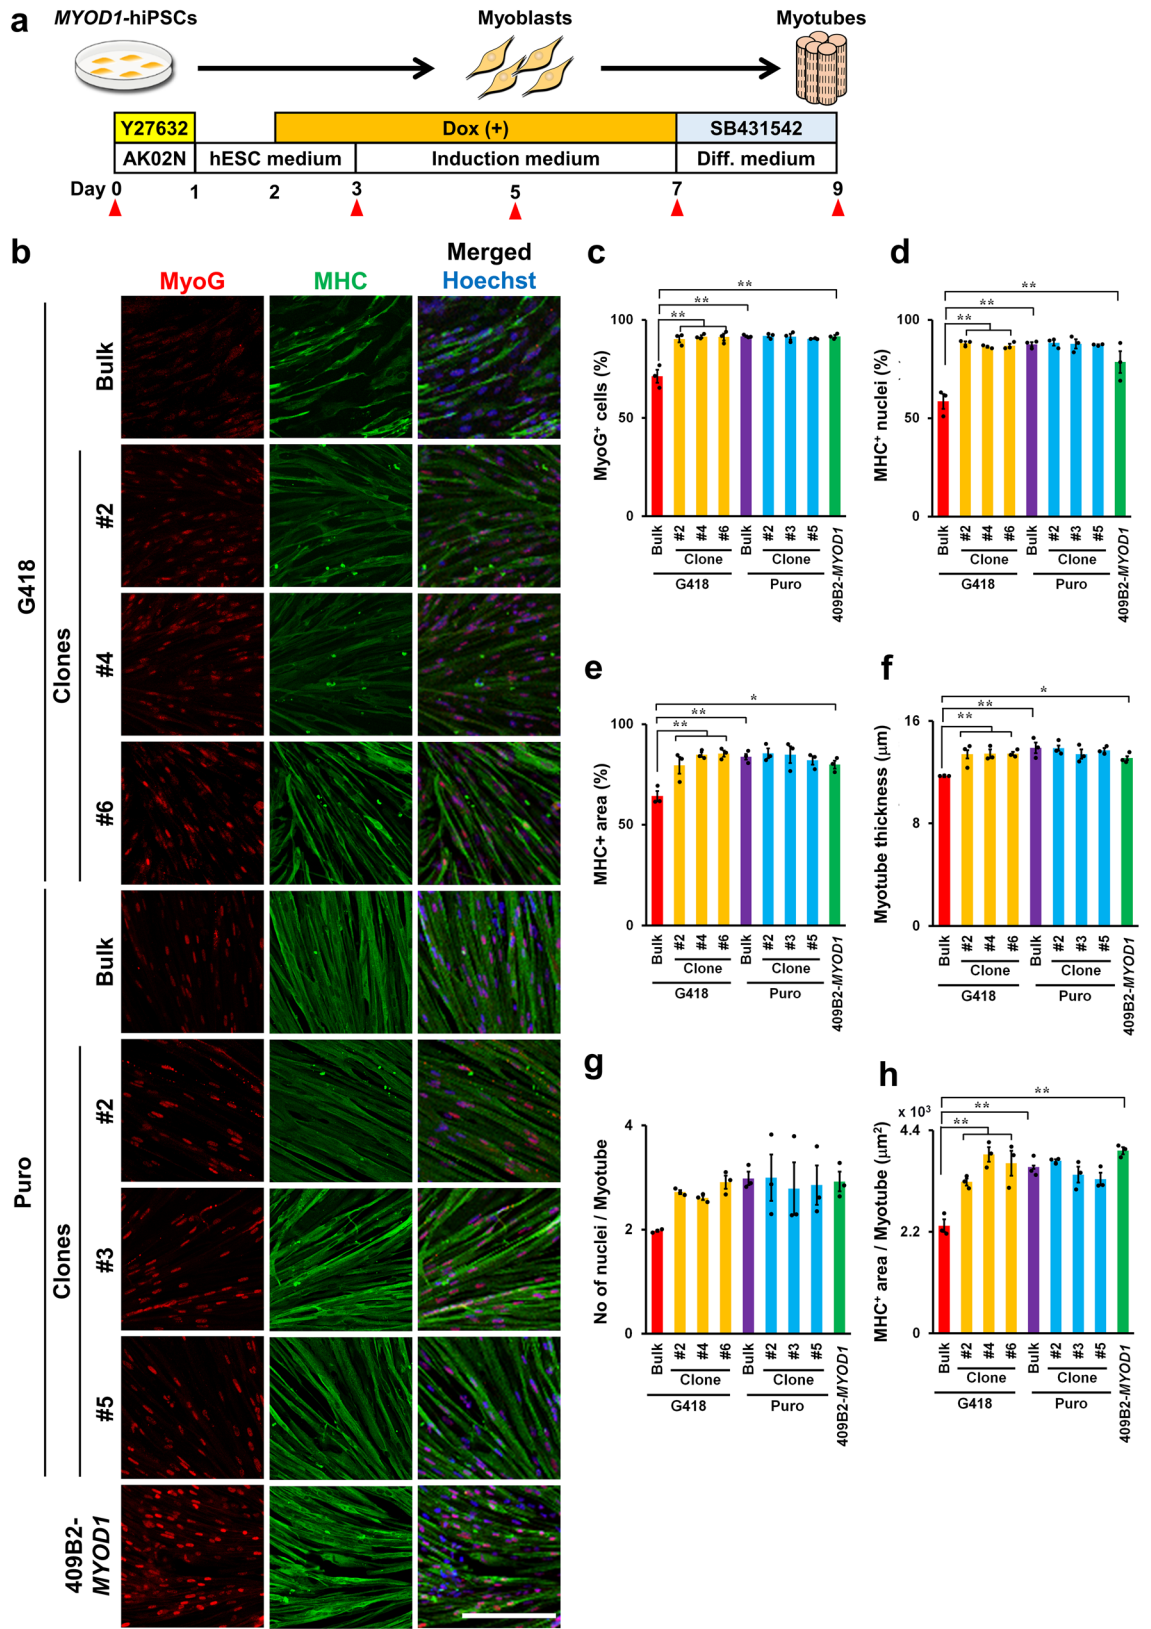 a
MYOD1-hiPSCs
Myoblasts
Myotubes
Y27632
Dox (+)
SB431542
AK02N
hESC medium
Induction medium
Diff. medium
Day 0 1 2 3 5 7 9
b
MyoG
MHC
Merged
Hoechst
G418
Bulk
Clones
#2
#4
#6
Puro
Bulk
Clones
#2
#3
#5
409B2-
MYOD1
c
**
**
**
MyoG⁺ cells (%)
100
50
0
Bulk #2 #4 #6 Bulk #2 #3 #5 409B2-MYOD1
Clone Clone
G418 Puro
d
**
**
**
MHC⁺ nuclei (%)
100
50
0
Bulk #2 #4 #6 Bulk #2 #3 #5 409B2-MYOD1
Clone Clone
G418 Puro
e
*
**
**
MHC+ area (%)
100
50
0
Bulk #2 #4 #6 Bulk #2 #3 #5 409B2-MYOD1
Clone Clone
G418 Puro
f
*
**
**
Myotube thickness (μm)
16
8
0
Bulk #2 #4 #6 Bulk #2 #3 #5 409B2-MYOD1
Clone Clone
G418 Puro
g
No of nuclei / Myotube
4
2
0
Bulk #2 #4 #6 Bulk #2 #3 #5 409B2-MYOD1
Clone Clone
G418 Puro
h
**
**
**
x 10³
MHC⁺ area / Myotube (μm²)
4.4
2.2
0
Bulk #2 #4 #6 Bulk #2 #3 #5 409B2-MYOD1
Clone Clone
G418 Puro